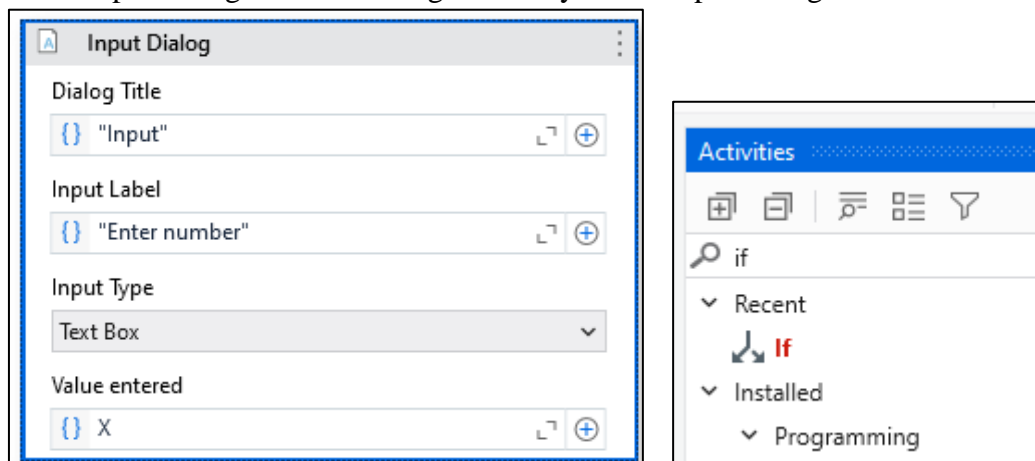 Input Dialog
Dialog Title
"Input"
Input Label
"Enter number"
Input Type
Text Box
Value entered
X
Activities
if
Recent
If
Installed
Programming